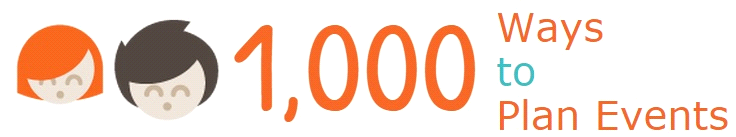 1,000
Ways
to
Plan Events